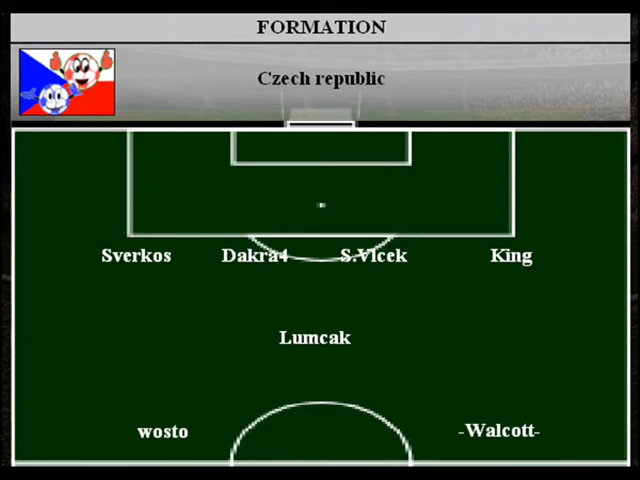 FORMATION
Czech republic
Sverkos Dakra4 S.Vlcek King
Lumcak
wosto -Walcott-